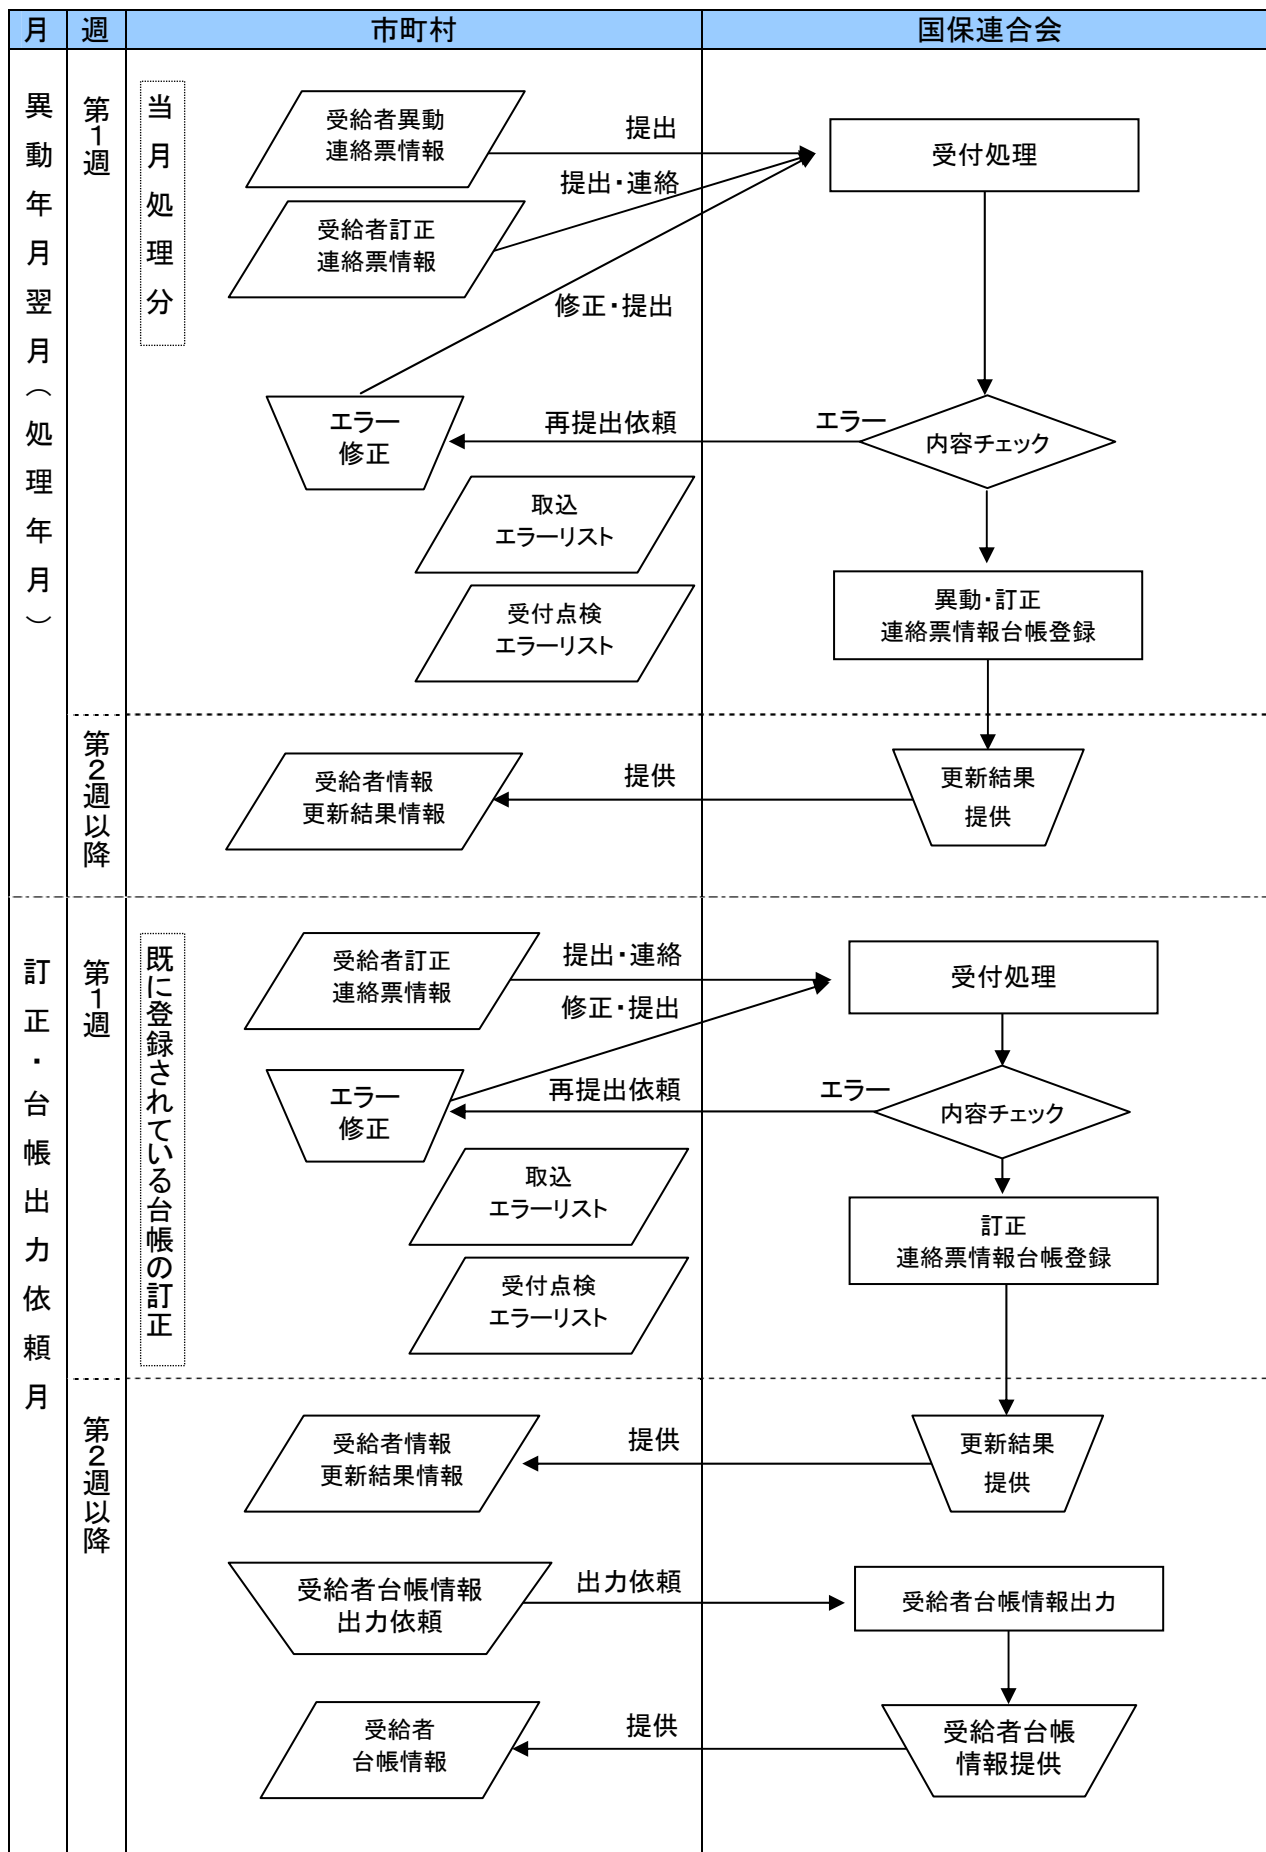 月
週
市町村
国保連合会
異動年月翌月（処理年月）
第1週
当月処理分
受給者異動
連絡票情報
提出
受付処理
提出・連絡
受給者訂正
連絡票情報
修正・提出
エラー
修正
再提出依頼
エラー
内容チェック
取込
エラーリスト
受付点検
エラーリスト
異動・訂正
連絡票情報台帳登録
第2週以降
受給者情報
更新結果情報
提供
更新結果
提供
訂正・台帳出力依頼月
第1週
既に登録されている台帳の訂正
受給者訂正
連絡票情報
提出・連絡
受付処理
修正・提出
エラー
修正
再提出依頼
エラー
内容チェック
取込
エラーリスト
訂正
連絡票情報台帳登録
受付点検
エラーリスト
第2週以降
受給者情報
更新結果情報
提供
更新結果
提供
受給者台帳情報
出力依頼
出力依頼
受給者台帳情報出力
受給者
台帳情報
提供
受給者台帳
情報提供